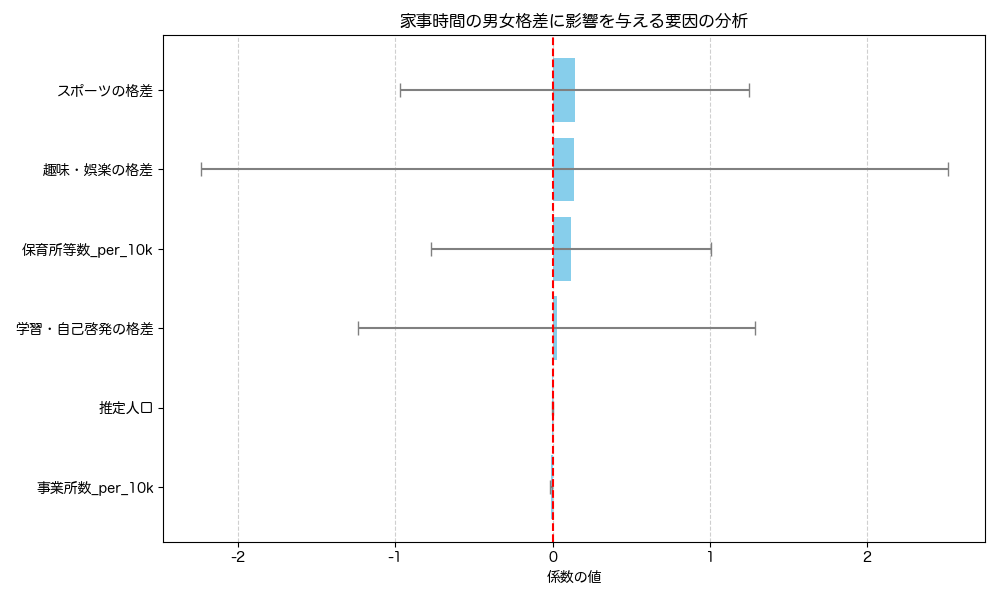 家事時間の男女格差に影響を与える要因の分析
スポーツの格差
趣味・娯楽の格差
保育所等数_per_10k
学習・自己啓発の格差
推定人口
事業所数_per_10k
-2
-1
0
1
2
係数の値